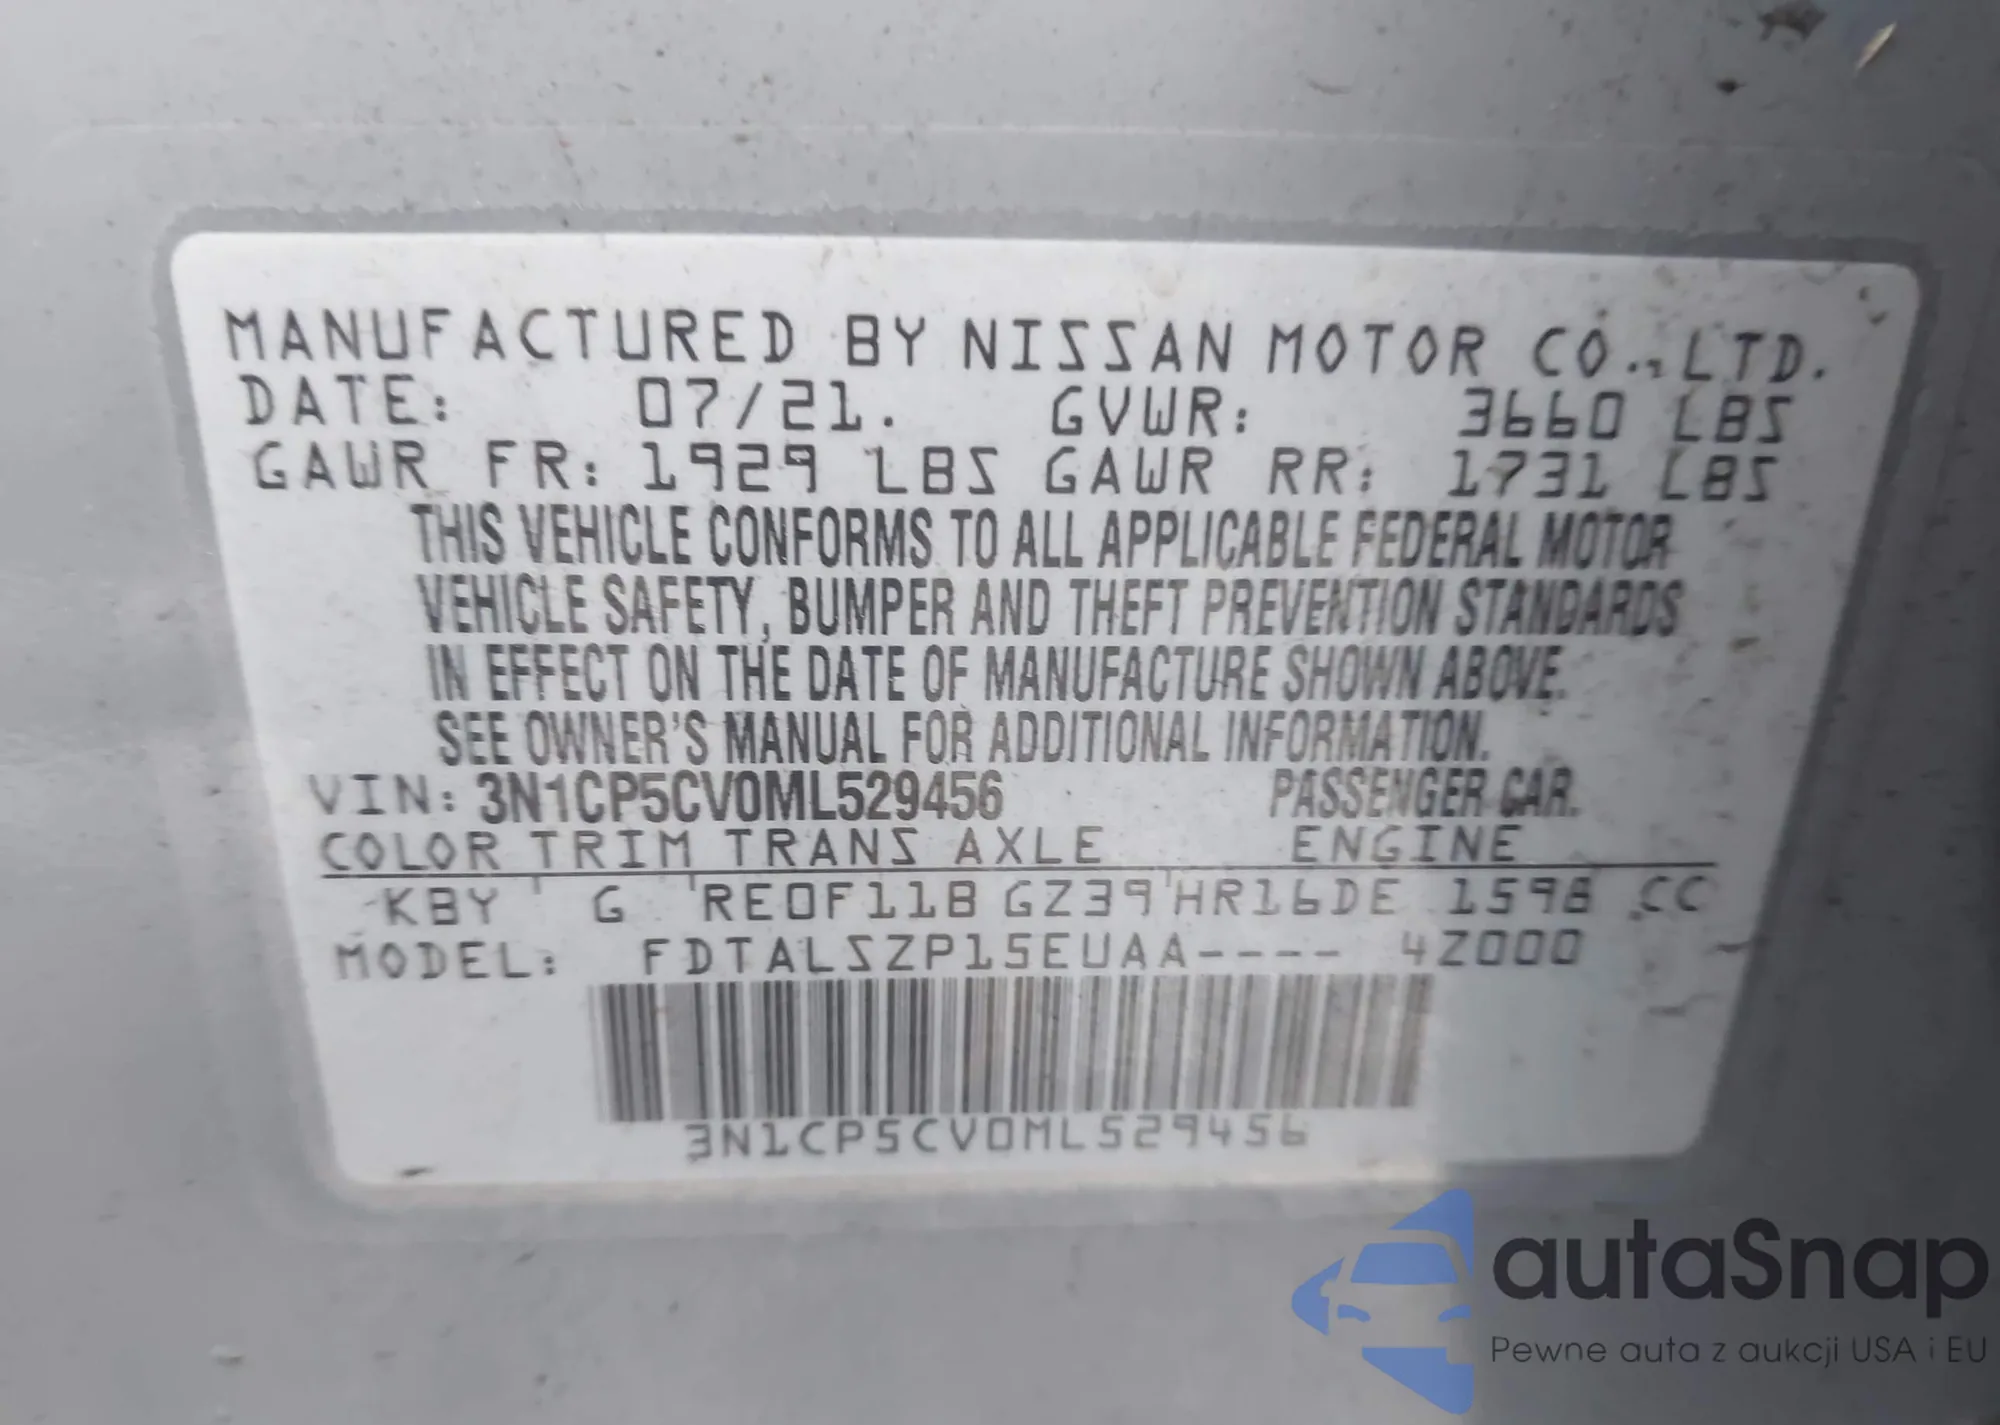 MANUFACTURED BY NISSAN MOTOR CO., LTD.
DATE: 07/21. GVWR: 3660 LBS
GAWR FR: 1929 LBS GAWR RR: 1731 LBS
THIS VEHICLE CONFORMS TO ALL APPLICABLE FEDERAL MOTOR
VEHICLE SAFETY, BUMPER AND THEFT PREVENTION STANDARDS
IN EFFECT ON THE DATE OF MANUFACTURE SHOWN ABOVE.
SEE OWNER'S MANUAL FOR ADDITIONAL INFORMATION.
VIN: 3N1CP5CV0ML529456 PASSENGER CAR.
COLOR TRIM TRANS AXLE ENGINE
KBY G RE0F11B GZ39 HR16DE 1598 CC
MODEL: FDTALSZP15EUAA---- 4Z000
3N1CP5CV0ML529456
autaSnap
Pewne auta z aukcji USA i EU